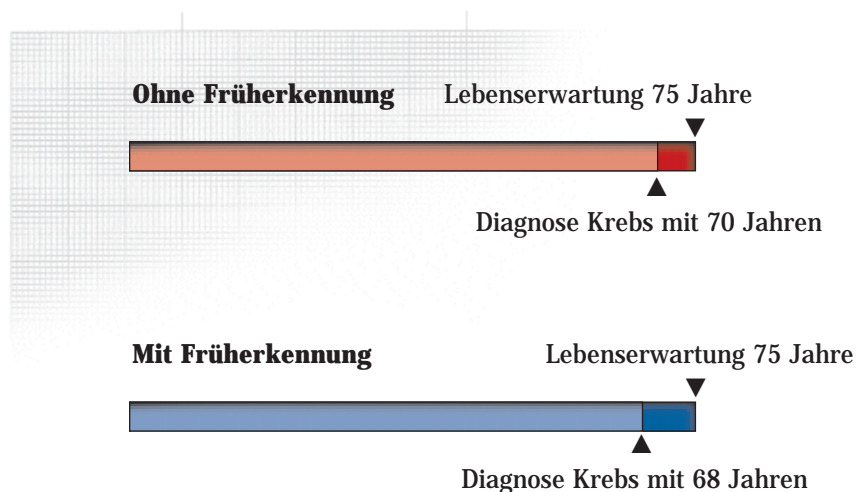 Ohne Früherkennung Lebenserwartung 75 Jahre
Diagnose Krebs mit 70 Jahren
Mit Früherkennung Lebenserwartung 75 Jahre
Diagnose Krebs mit 68 Jahren